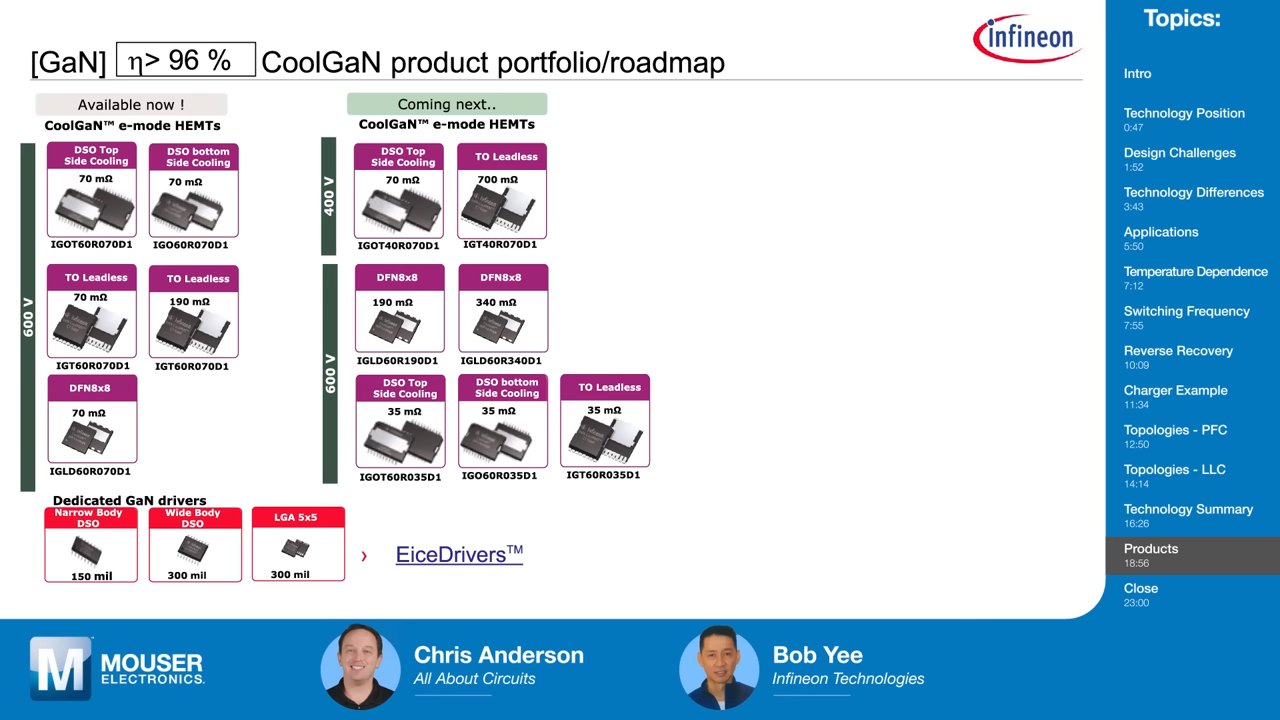 [GaN] η> 96 % CoolGaN product portfolio/roadmap
infineon
Available now !
CoolGaN™ e-mode HEMTs
600 V
DSO Top
Side Cooling
70 mΩ
IGOT60R070D1
DSO bottom
Side Cooling
70 mΩ
IGO60R070D1
TO Leadless
70 mΩ
IGT60R070D1
TO Leadless
190 mΩ
IGT60R070D1
DFN8x8
70 mΩ
IGLD60R070D1
Coming next..
CoolGaN™ e-mode HEMTs
400 V
DSO Top
Side Cooling
70 mΩ
IGOT40R070D1
TO Leadless
700 mΩ
IGT40R070D1
600 V
DFN8x8
190 mΩ
IGLD60R190D1
DFN8x8
340 mΩ
IGLD60R340D1
DSO Top
Side Cooling
35 mΩ
IGOT60R035D1
DSO bottom
Side Cooling
35 mΩ
IGO60R035D1
TO Leadless
35 mΩ
IGT60R035D1
Dedicated GaN drivers
Narrow Body
DSO
150 mil
Wide Body
DSO
300 mil
LGA 5x5
300 mil
› EiceDrivers™
Topics:
Intro
Technology Position
0:47
Design Challenges
1:52
Technology Differences
3:43
Applications
5:50
Temperature Dependence
7:12
Switching Frequency
7:55
Reverse Recovery
10:09
Charger Example
11:34
Topologies - PFC
12:50
Topologies - LLC
14:14
Technology Summary
16:26
Products
18:56
Close
23:00
M
MOUSER
ELECTRONICS.
Chris Anderson
All About Circuits
Bob Yee
Infineon Technologies